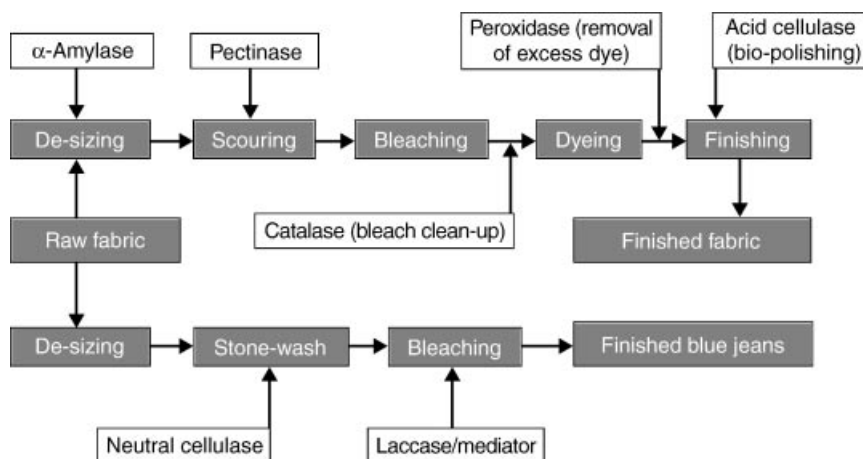 α-Amylase
Pectinase
Peroxidase (removal
of excess dye)
Acid cellulase
(bio-polishing)
De-sizing
Scouring
Bleaching
Dyeing
Finishing
Catalase (bleach clean-up)
Raw fabric
Finished fabric
De-sizing
Stone-wash
Bleaching
Finished blue jeans
Neutral cellulase
Laccase/mediator